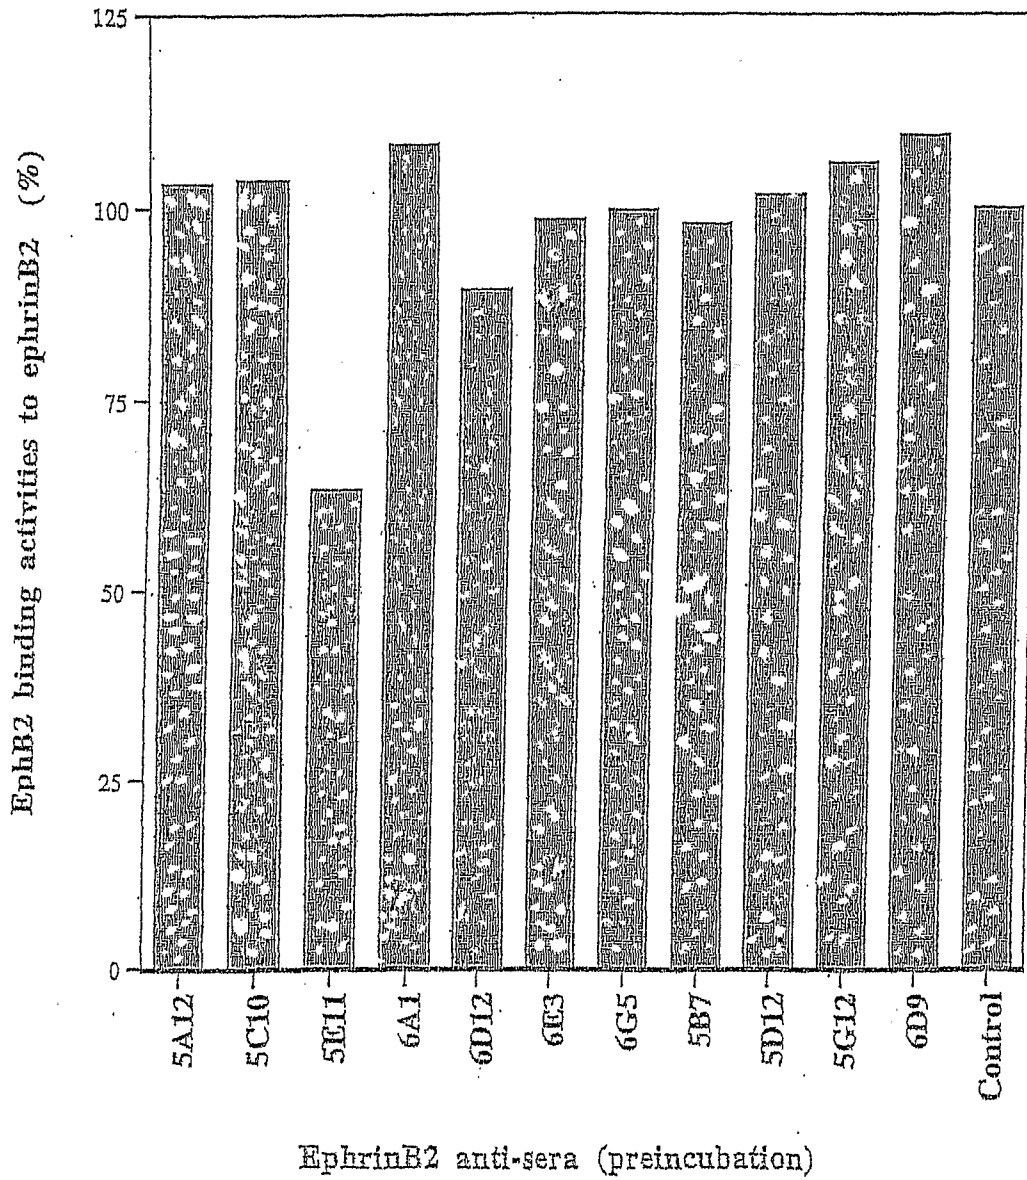 EphB2 binding activities to ephrinB2 (%)
125
100
75
50
25
0
5A12
5C10
5E11
6A1
6D12
6E3
6G5
5B7
5D12
5G12
6D9
Control
EphrinB2 anti-sera (preincubation)